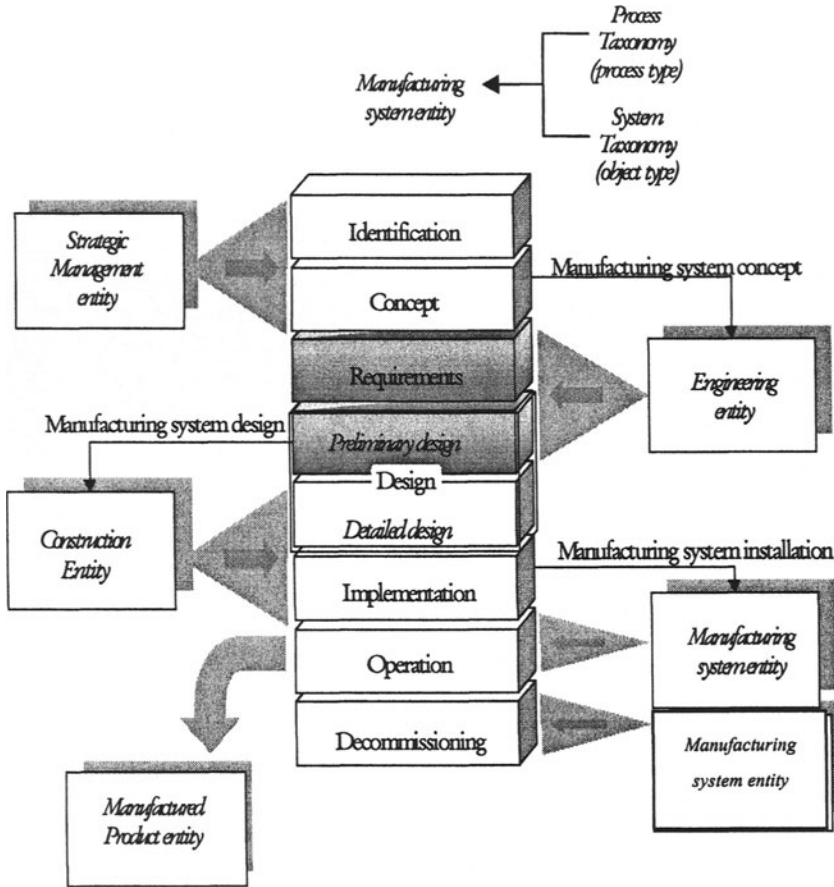 Process
Taxonomy
(process type)
Manufacturing
system entity
System
Taxonomy
(object type)
Identification
Strategic
Management
entity
Manufacturing system concept
Concept
Requirements
Engineering
entity
Manufacturing system design
Preliminary design
Design
Detailed design
Construction
Entity
Manufacturing system installation
Implementation
Manufacturing
system entity
Operation
Decommissioning
Manufacturing
system entity
Manufactured
Product entity